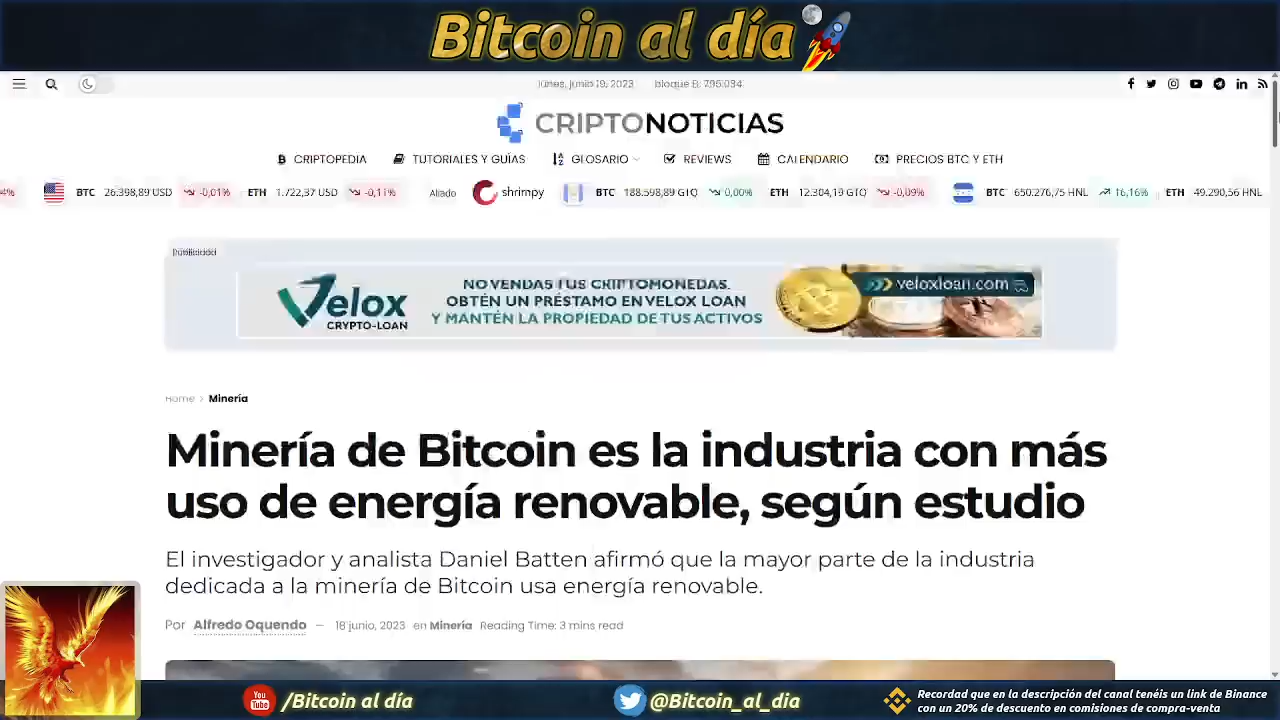 Bitcoin al día
lunes, junio 19, 2023
bloque ₿: 795.034
CRIPTONOTICIAS
CRIPTOPEDIA
TUTORIALES Y GUÍAS
GLOSARIO
REVIEWS
CALENDARIO
PRECIOS BTC Y ETH
4%
BTC 26.398,89 USD -0,01% ETH 1.722,37 USD -0,11%
Aliado shrimpy
BTC 188.598,89 GTQ 0,00% ETH 12.304,19 GTQ -0,09%
BTC 650.276,75 HNL 16,16% ETH 49.290,56 HNL
Publicidad
Velox
CRYPTO-LOAN
NO VENDAS TUS CRIPTOMONEDAS.
OBTÉN UN PRÉSTAMO EN VELOX LOAN
Y MANTÉN LA PROPIEDAD DE TUS ACTIVOS
veloxloan.com
Home > Minería
Minería de Bitcoin es la industria con más
uso de energía renovable, según estudio
El investigador y analista Daniel Batten afirmó que la mayor parte de la industria
dedicada a la minería de Bitcoin usa energía renovable.
Por Alfredo Oquendo — 18 junio, 2023 en Minería Reading Time: 3 mins read
You
Tube
/Bitcoin al día
@Bitcoin_al_dia
Recordad que en la descripción del canal tenéis un link de Binance
con un 20% de descuento en comisiones de compra-venta